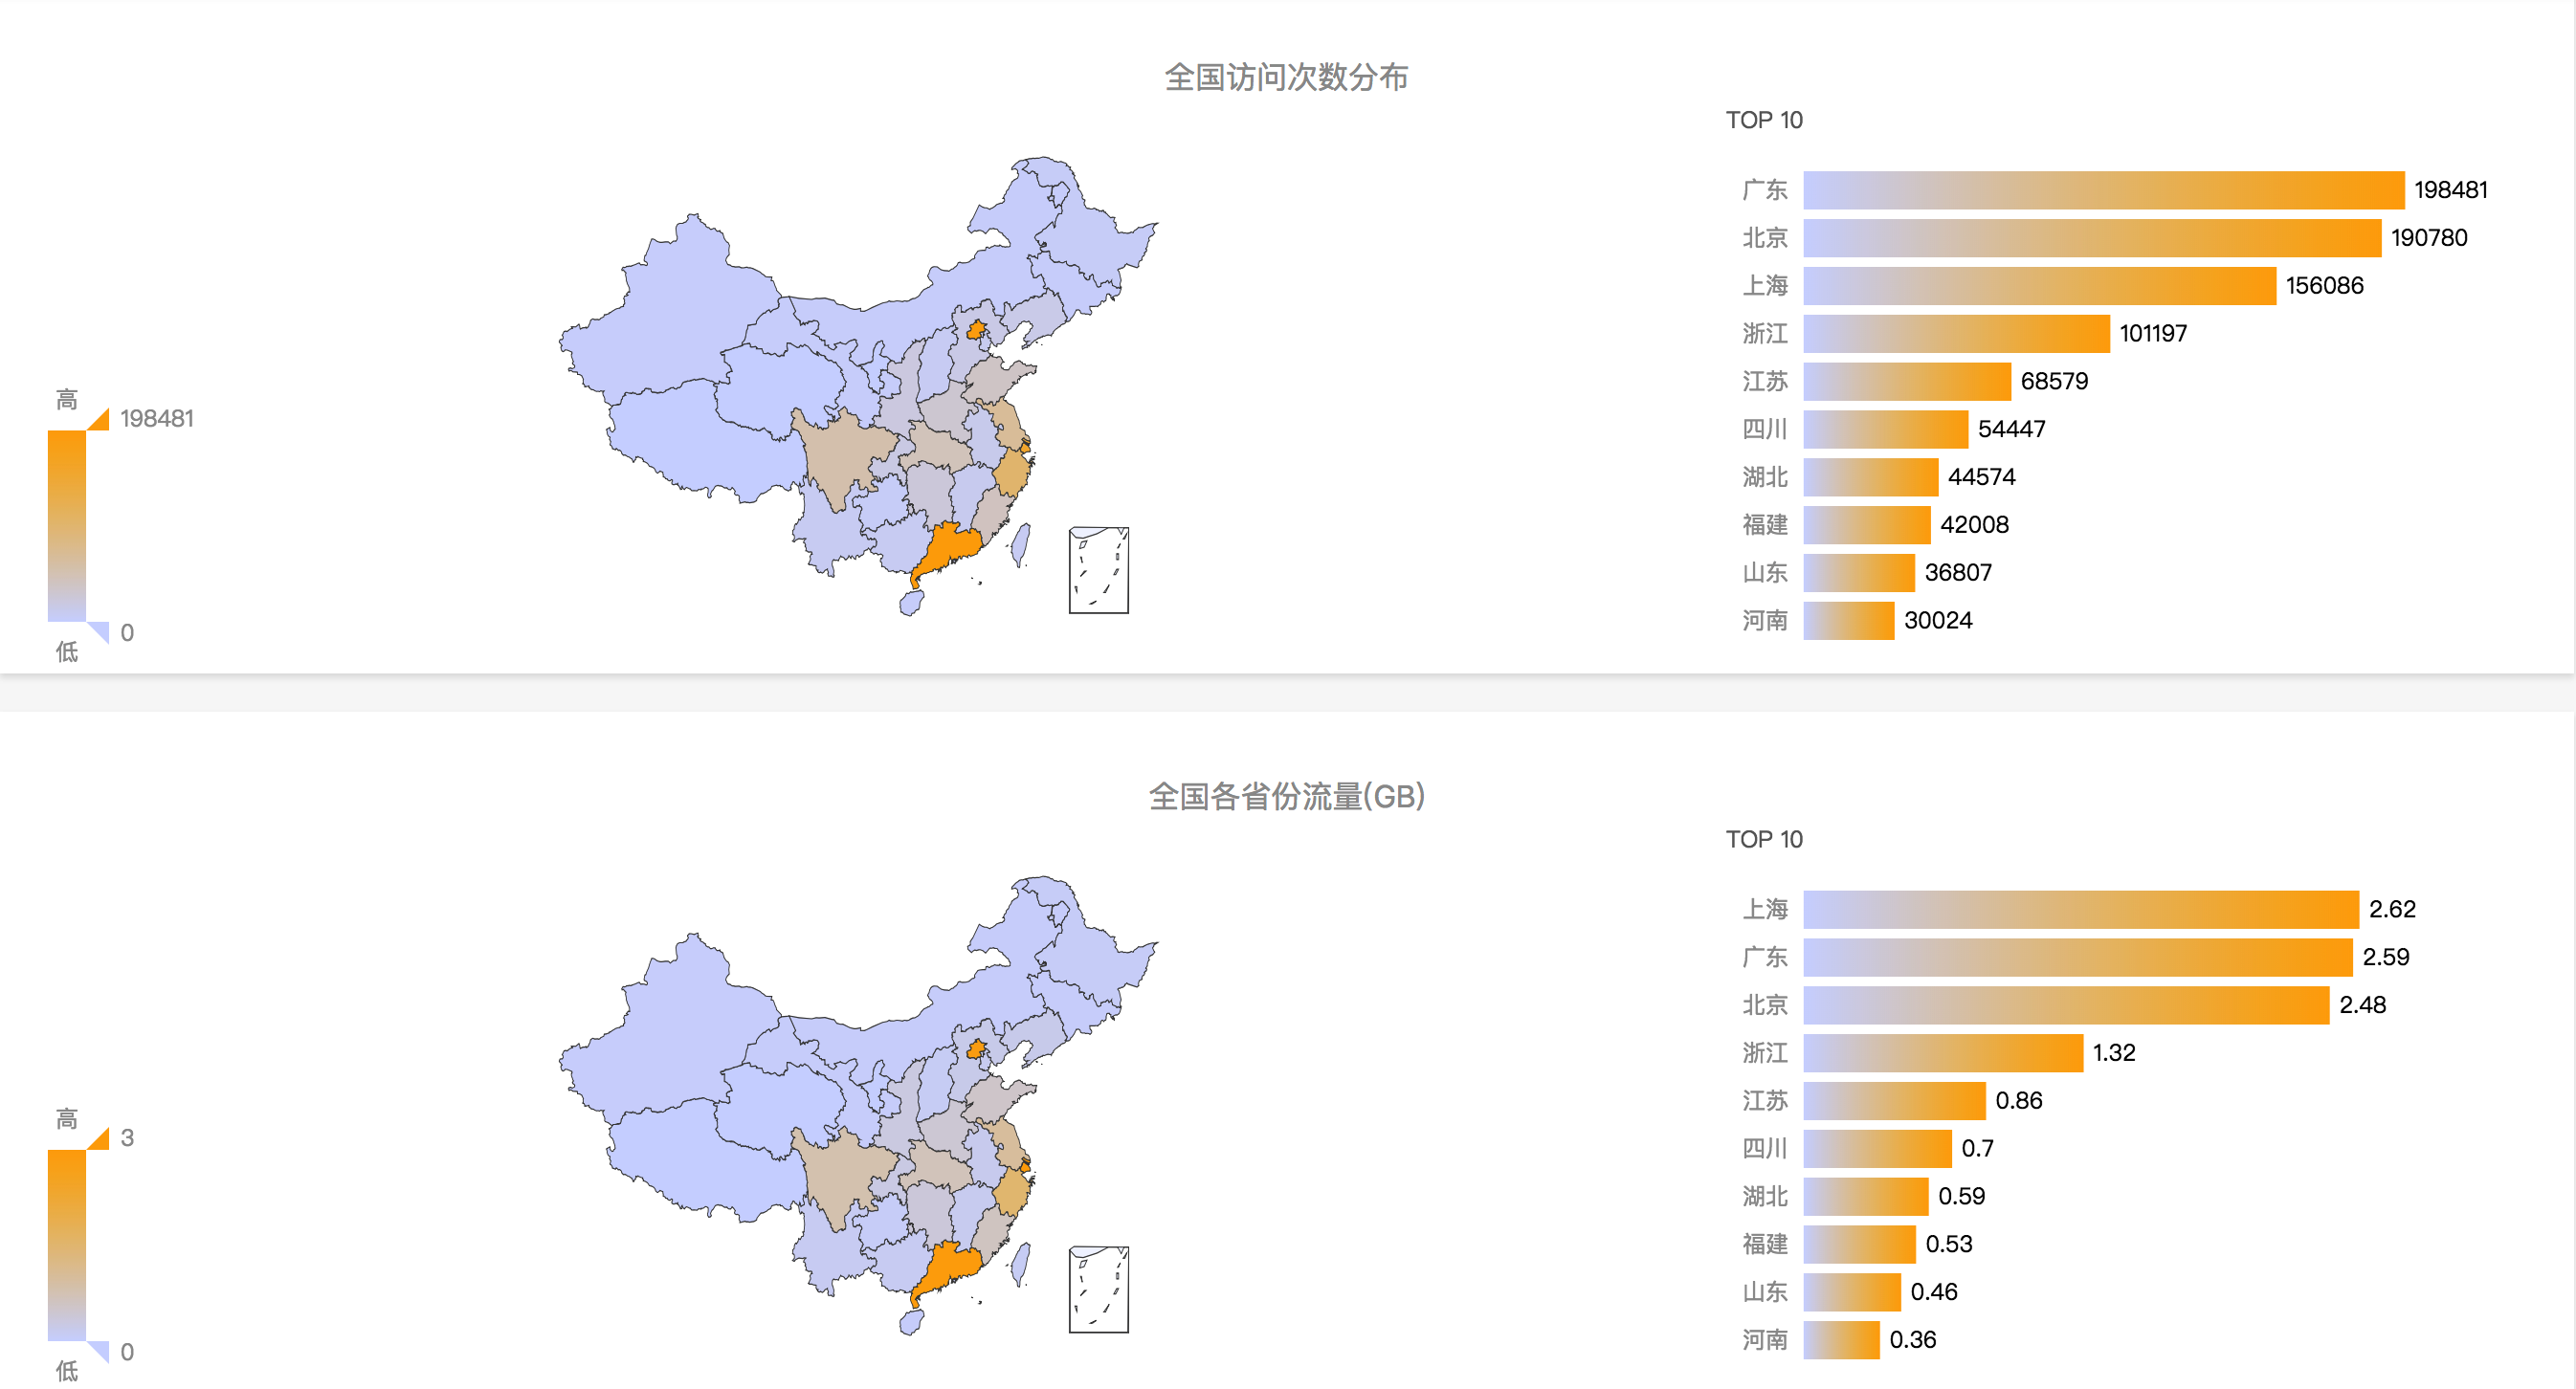 全国访问次数分布
TOP 10
广东 198481
北京 190780
上海 156086
浙江 101197
江苏 68579
四川 54447
湖北 44574
福建 42008
山东 36807
河南 30024
高
198481
0
低
全国各省份流量(GB)
TOP 10
上海 2.62
广东 2.59
北京 2.48
浙江 1.32
江苏 0.86
四川 0.7
湖北 0.59
福建 0.53
山东 0.46
河南 0.36
高
3
0
低